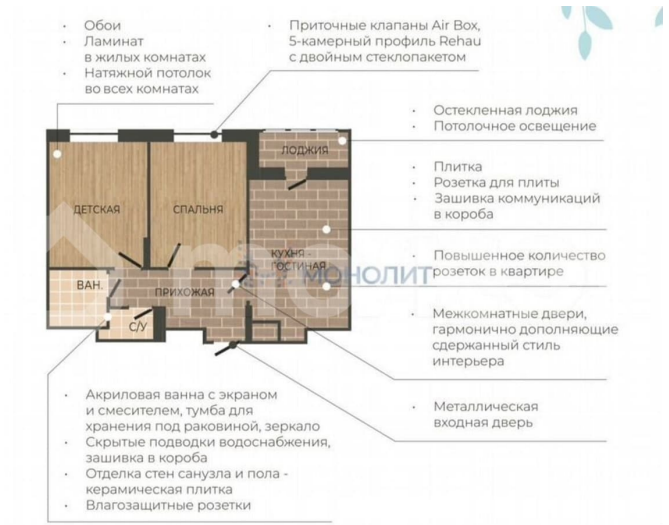 · Обои
· Ламинат
в жилых комнатах
· Натяжной потолок
во всех комнатах
· Приточные клапаны Air Box,
5-камерный профиль Rehau
с двойным стеклопакетом
· Остекленная лоджия
· Потолочное освещение
· Плитка
· Розетка для плиты
· Зашивка коммуникаций
в короба
· Повышенное количество
розеток в квартире
· Межкомнатные двери,
гармонично дополняющие
сдержанный стиль
интерьера
· Металлическая
входная дверь
ЛОДЖИЯ
ДЕТСКАЯ
СПАЛЬНЯ
КУХНЯ -
ГОСТИНАЯ
МОНОЛИТ
ВАН.
ПРИХОЖАЯ
С/У
· Акриловая ванна с экраном
и смесителем, тумба для
хранения под раковиной, зеркало
· Скрытые подводки водоснабжения,
зашивка в короба
· Отделка стен санузла и пола -
керамическая плитка
· Влагозащитные розетки